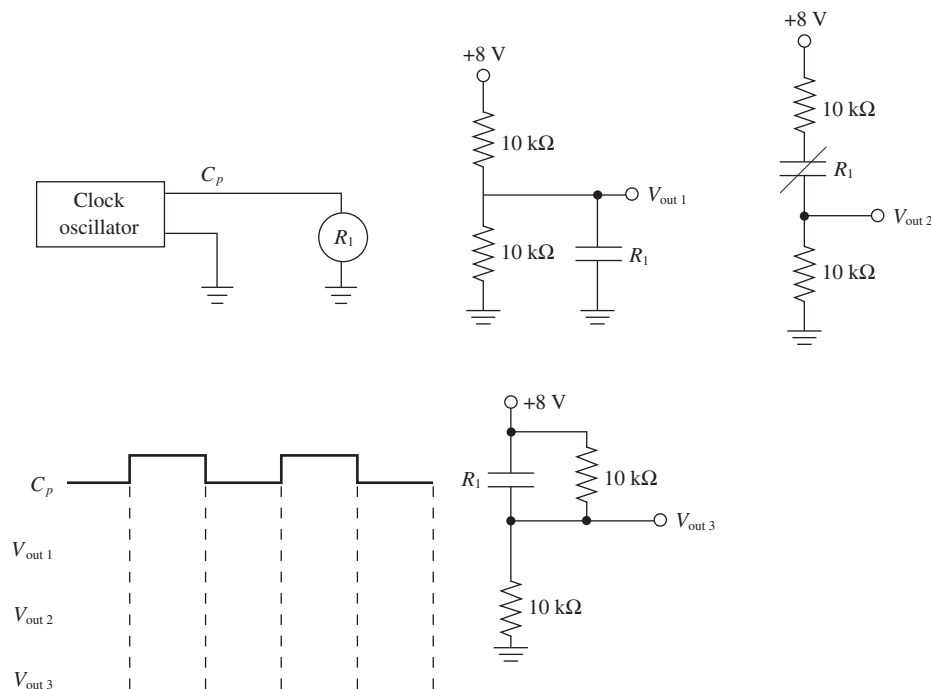 +8 V
10 kΩ
10 kΩ
R1
Vout 1
+8 V
10 kΩ
R1
Vout 2
10 kΩ
Clock
oscillator
Cp
R1
+8 V
R1
10 kΩ
Vout 3
10 kΩ
Cp
Vout 1
Vout 2
Vout 3